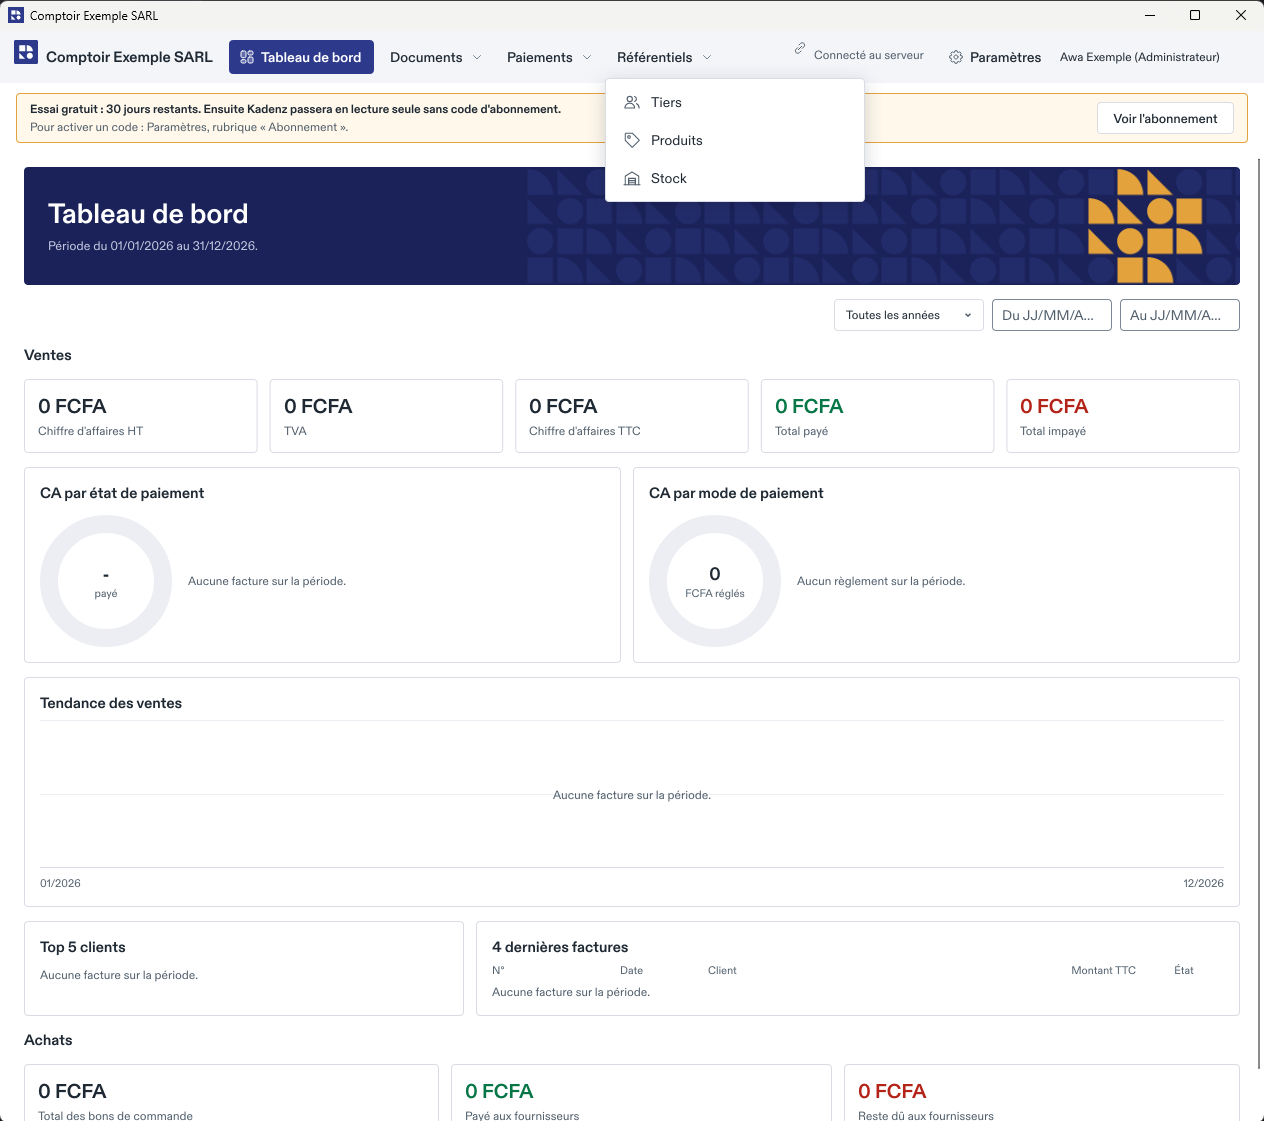 Comptoir Exemple SARL
Comptoir Exemple SARL
Tableau de bord
Documents
Paiements
Référentiels
Connecté au serveur
Paramètres
Awa Exemple (Administrateur)
Tiers
Produits
Stock
Essai gratuit : 30 jours restants. Ensuite Kadenz passera en lecture seule sans code d'abonnement.
Pour activer un code : Paramètres, rubrique « Abonnement ».
Voir l'abonnement
Tableau de bord
Période du 01/01/2026 au 31/12/2026.
Toutes les années
Du JJ/MM/A...
Au JJ/MM/A...
Ventes
0 FCFA
Chiffre d'affaires HT
0 FCFA
TVA
0 FCFA
Chiffre d'affaires TTC
0 FCFA
Total payé
0 FCFA
Total impayé
CA par état de paiement
-
payé
Aucune facture sur la période.
CA par mode de paiement
0
FCFA réglés
Aucun règlement sur la période.
Tendance des ventes
Aucune facture sur la période.
01/2026
12/2026
Top 5 clients
Aucune facture sur la période.
4 dernières factures
N° Date Client Montant TTC État
Aucune facture sur la période.
Achats
0 FCFA
Total des bons de commande
0 FCFA
Payé aux fournisseurs
0 FCFA
Reste dû aux fournisseurs